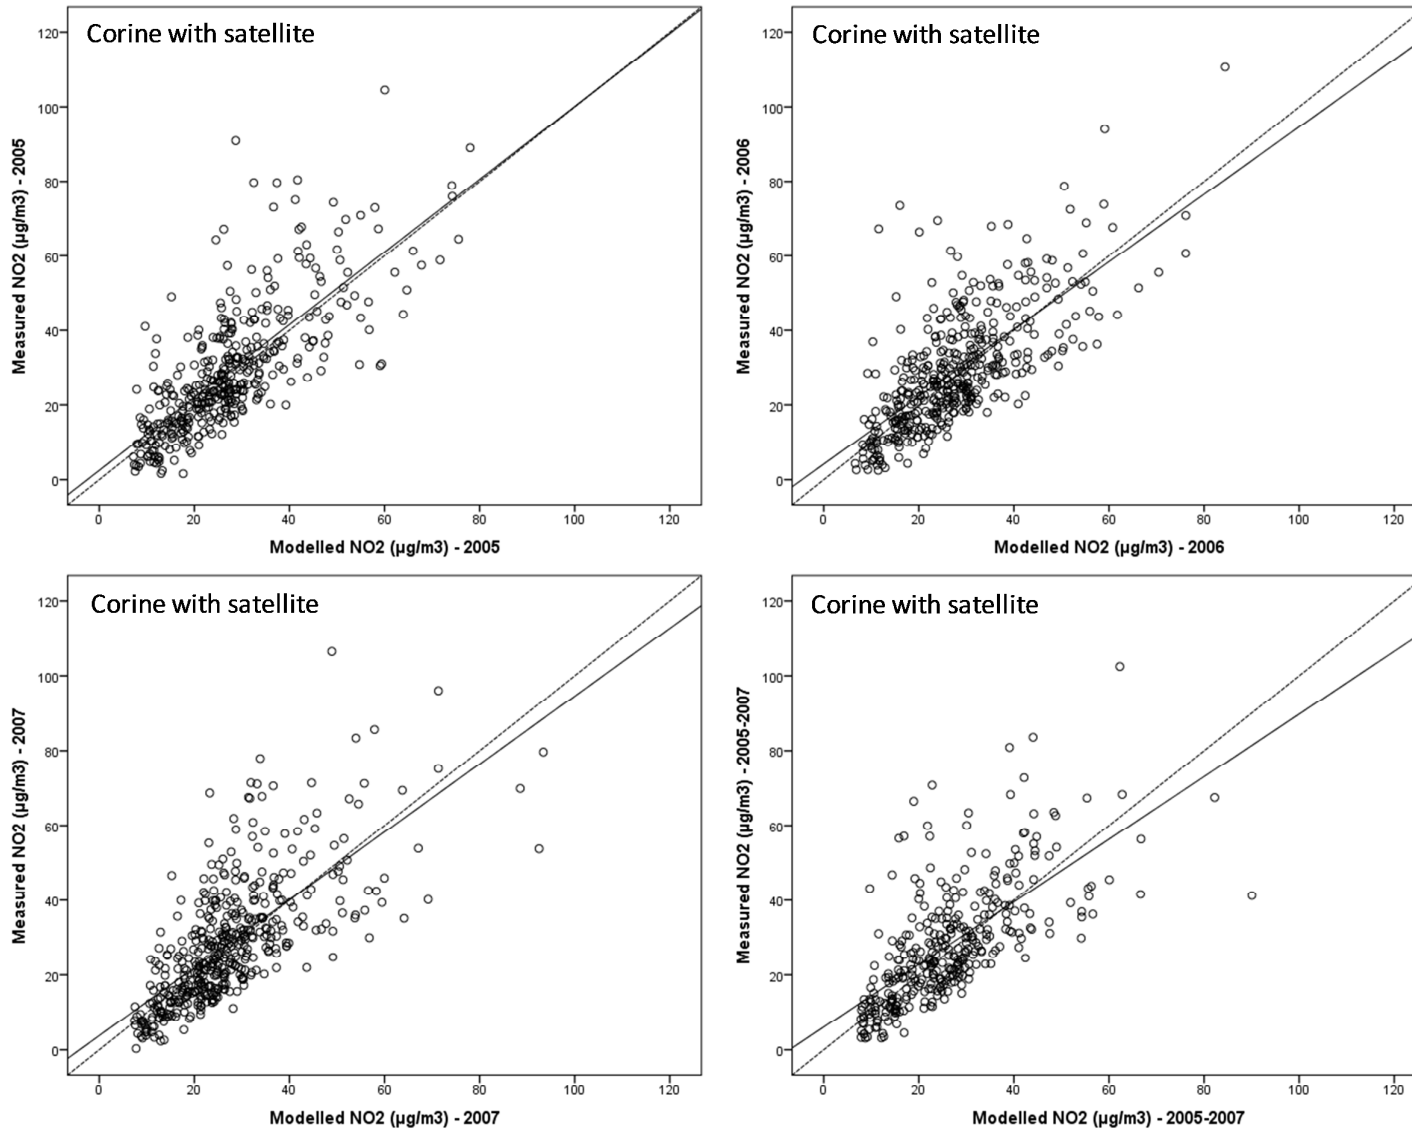 Corine with satellite
Measured NO2 (µg/m3) - 2005
120
100
80
60
40
20
0
0 20 40 60 80 100 120
Modelled NO2 (µg/m3) - 2005
Corine with satellite
Measured NO2 (µg/m3) - 2006
120
100
80
60
40
20
0
0 20 40 60 80 100 120
Modelled NO2 (µg/m3) - 2006
Corine with satellite
Measured NO2 (µg/m3) - 2007
120
100
80
60
40
20
0
0 20 40 60 80 100 120
Modelled NO2 (µg/m3) - 2007
Corine with satellite
Measured NO2 (µg/m3) - 2005-2007
120
100
80
60
40
20
0
0 20 40 60 80 100 120
Modelled NO2 (µg/m3) - 2005-2007